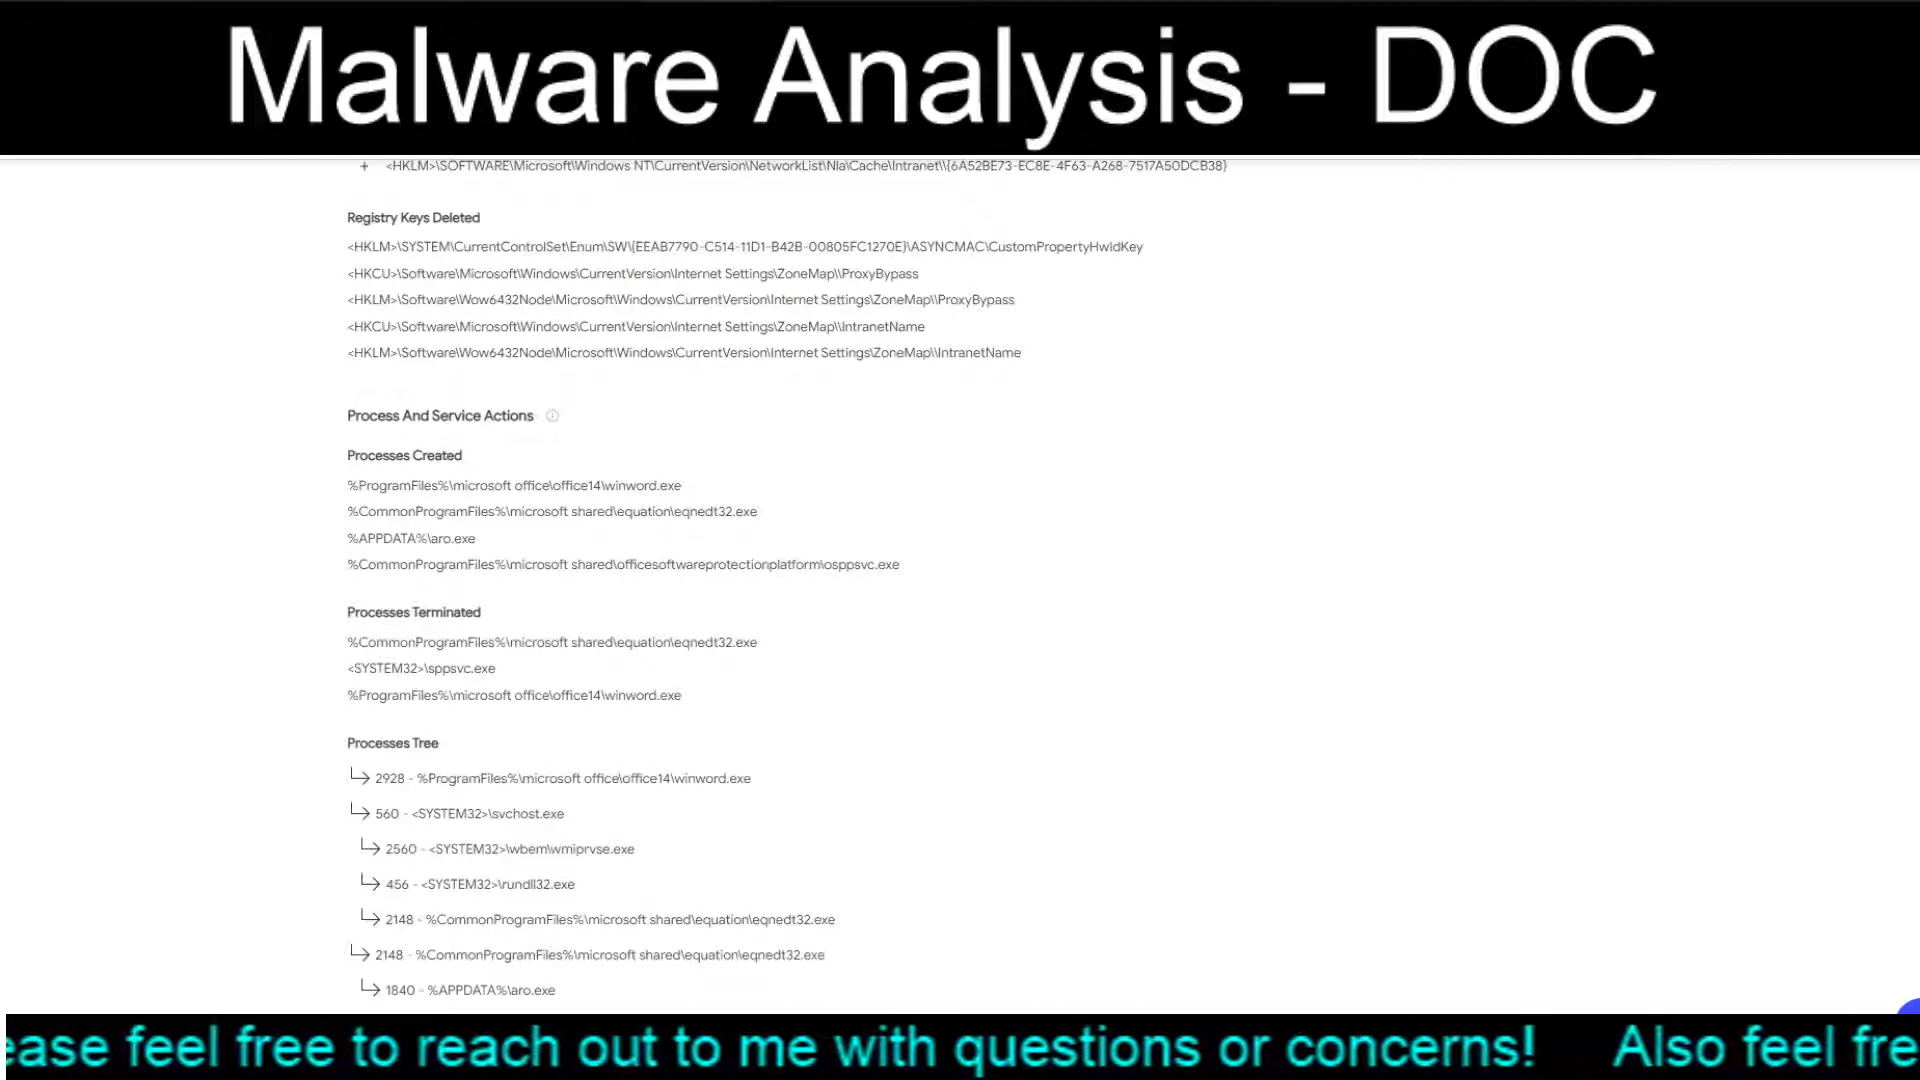 Malware Analysis - DOC
+ <HKLM>\SOFTWARE\Microsoft\Windows NT\CurrentVersion\NetworkList\Nla\Cache\Intranet\\{6A52BE73-EC8E-4F63-A268-7517A50DCB38}
Registry Keys Deleted
<HKLM>\SYSTEM\CurrentControlSet\Enum\SW\{EEAB7790-C514-11D1-B42B-00805FC1270E}\ASYNCMAC\CustomPropertyHwIdKey
<HKCU>\Software\Microsoft\Windows\CurrentVersion\Internet Settings\ZoneMap\\ProxyBypass
<HKLM>\Software\Wow6432Node\Microsoft\Windows\CurrentVersion\Internet Settings\ZoneMap\\ProxyBypass
<HKCU>\Software\Microsoft\Windows\CurrentVersion\Internet Settings\ZoneMap\\IntranetName
<HKLM>\Software\Wow6432Node\Microsoft\Windows\CurrentVersion\Internet Settings\ZoneMap\\IntranetName
Process And Service Actions
Processes Created
%ProgramFiles%\microsoft office\office14\winword.exe
%CommonProgramFiles%\microsoft shared\equation\eqnedt32.exe
%APPDATA%\aro.exe
%CommonProgramFiles%\microsoft shared\officesoftwareprotectionplatform\osppsvc.exe
Processes Terminated
%CommonProgramFiles%\microsoft shared\equation\eqnedt32.exe
<SYSTEM32>\sppsvc.exe
%ProgramFiles%\microsoft office\office14\winword.exe
Processes Tree
2928 - %ProgramFiles%\microsoft office\office14\winword.exe
560 - <SYSTEM32>\svchost.exe
2560 - <SYSTEM32>\wbem\wmiprvse.exe
456 - <SYSTEM32>\rundll32.exe
2148 - %CommonProgramFiles%\microsoft shared\equation\eqnedt32.exe
2148 - %CommonProgramFiles%\microsoft shared\equation\eqnedt32.exe
1840 - %APPDATA%\aro.exe
ease feel free to reach out to me with questions or concerns! Also feel fre